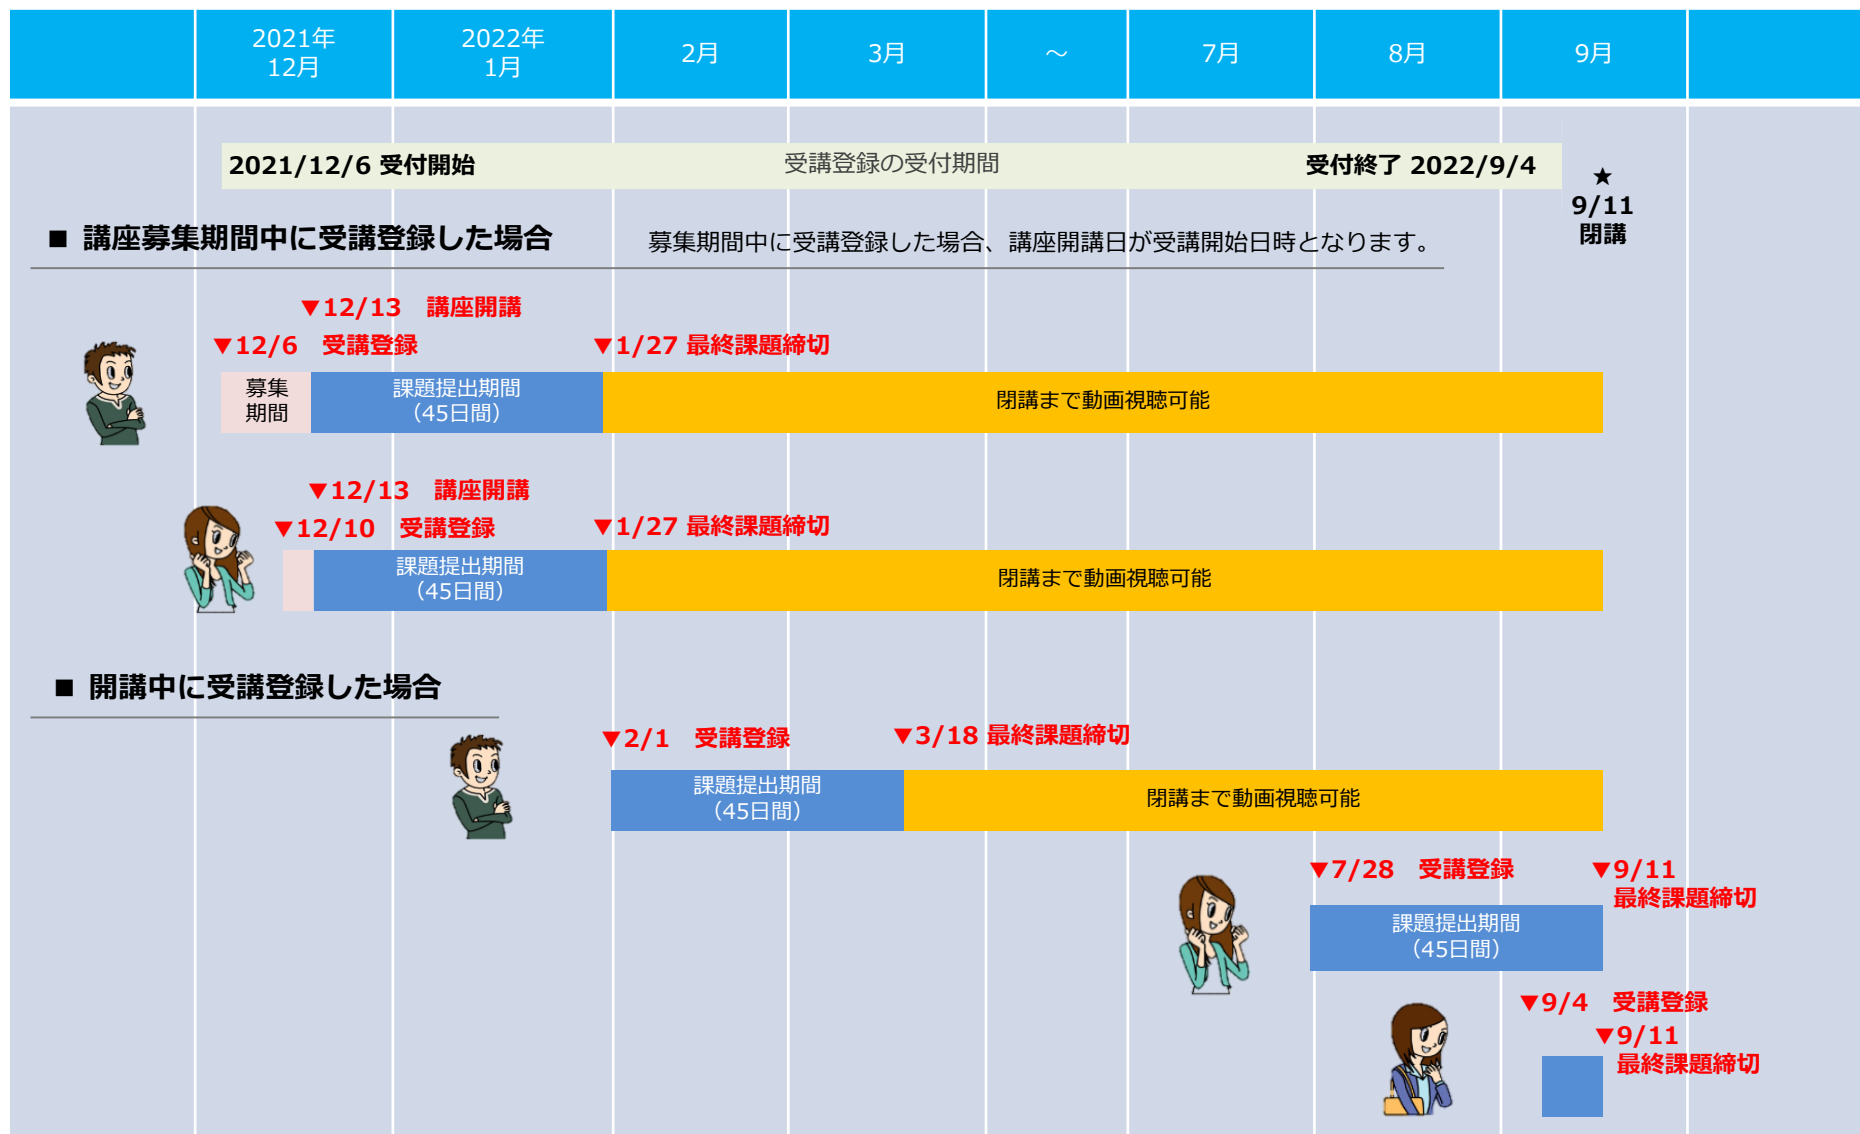 2021年
12月
2022年
1月
2月
3月
～
7月
8月
9月
2021/12/6 受付開始
受講登録の受付期間
受付終了 2022/9/4
★
9/11
閉講
■ 講座募集期間中に受講登録した場合
募集期間中に受講登録した場合、講座開講日が受講開始日時となります。
▼12/13 講座開講
▼12/6 受講登録
▼1/27 最終課題締切
募集
期間
課題提出期間
（45日間）
閉講まで動画視聴可能
▼12/13 講座開講
▼12/10 受講登録
▼1/27 最終課題締切
課題提出期間
（45日間）
閉講まで動画視聴可能
■ 開講中に受講登録した場合
▼2/1 受講登録
▼3/18 最終課題締切
課題提出期間
（45日間）
閉講まで動画視聴可能
▼7/28 受講登録
▼9/11
最終課題締切
課題提出期間
（45日間）
▼9/4 受講登録
▼9/11
最終課題締切